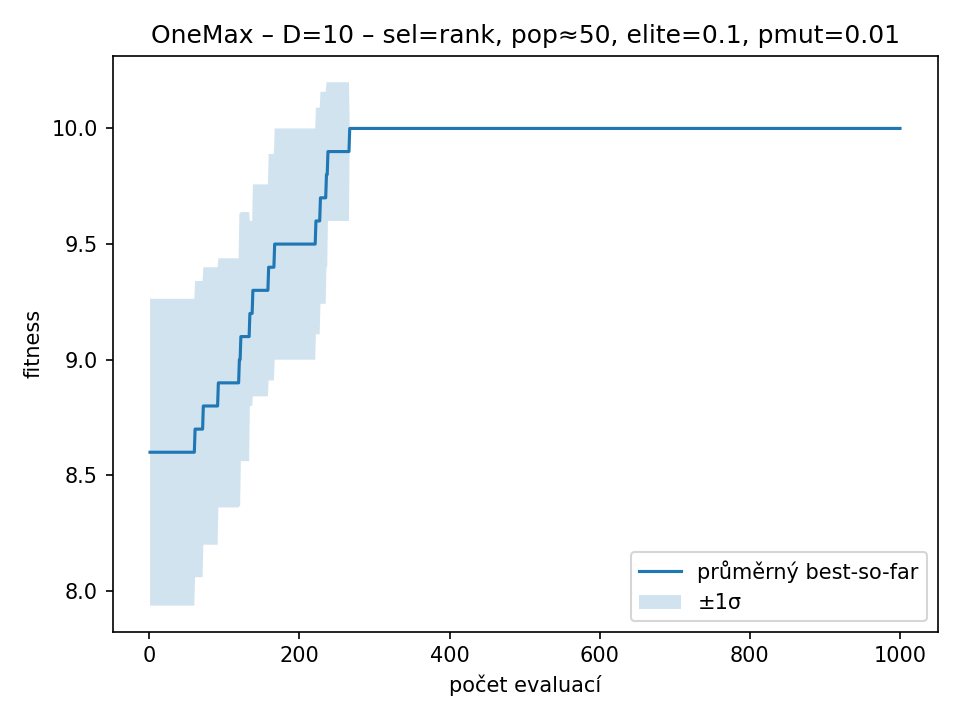 OneMax – D=10 – sel=rank, pop≈50, elite=0.1, pmut=0.01
10.0
9.5
9.0
8.5
8.0
fitness
0 200 400 600 800 1000
počet evaluací
průměrný best-so-far
±1σ